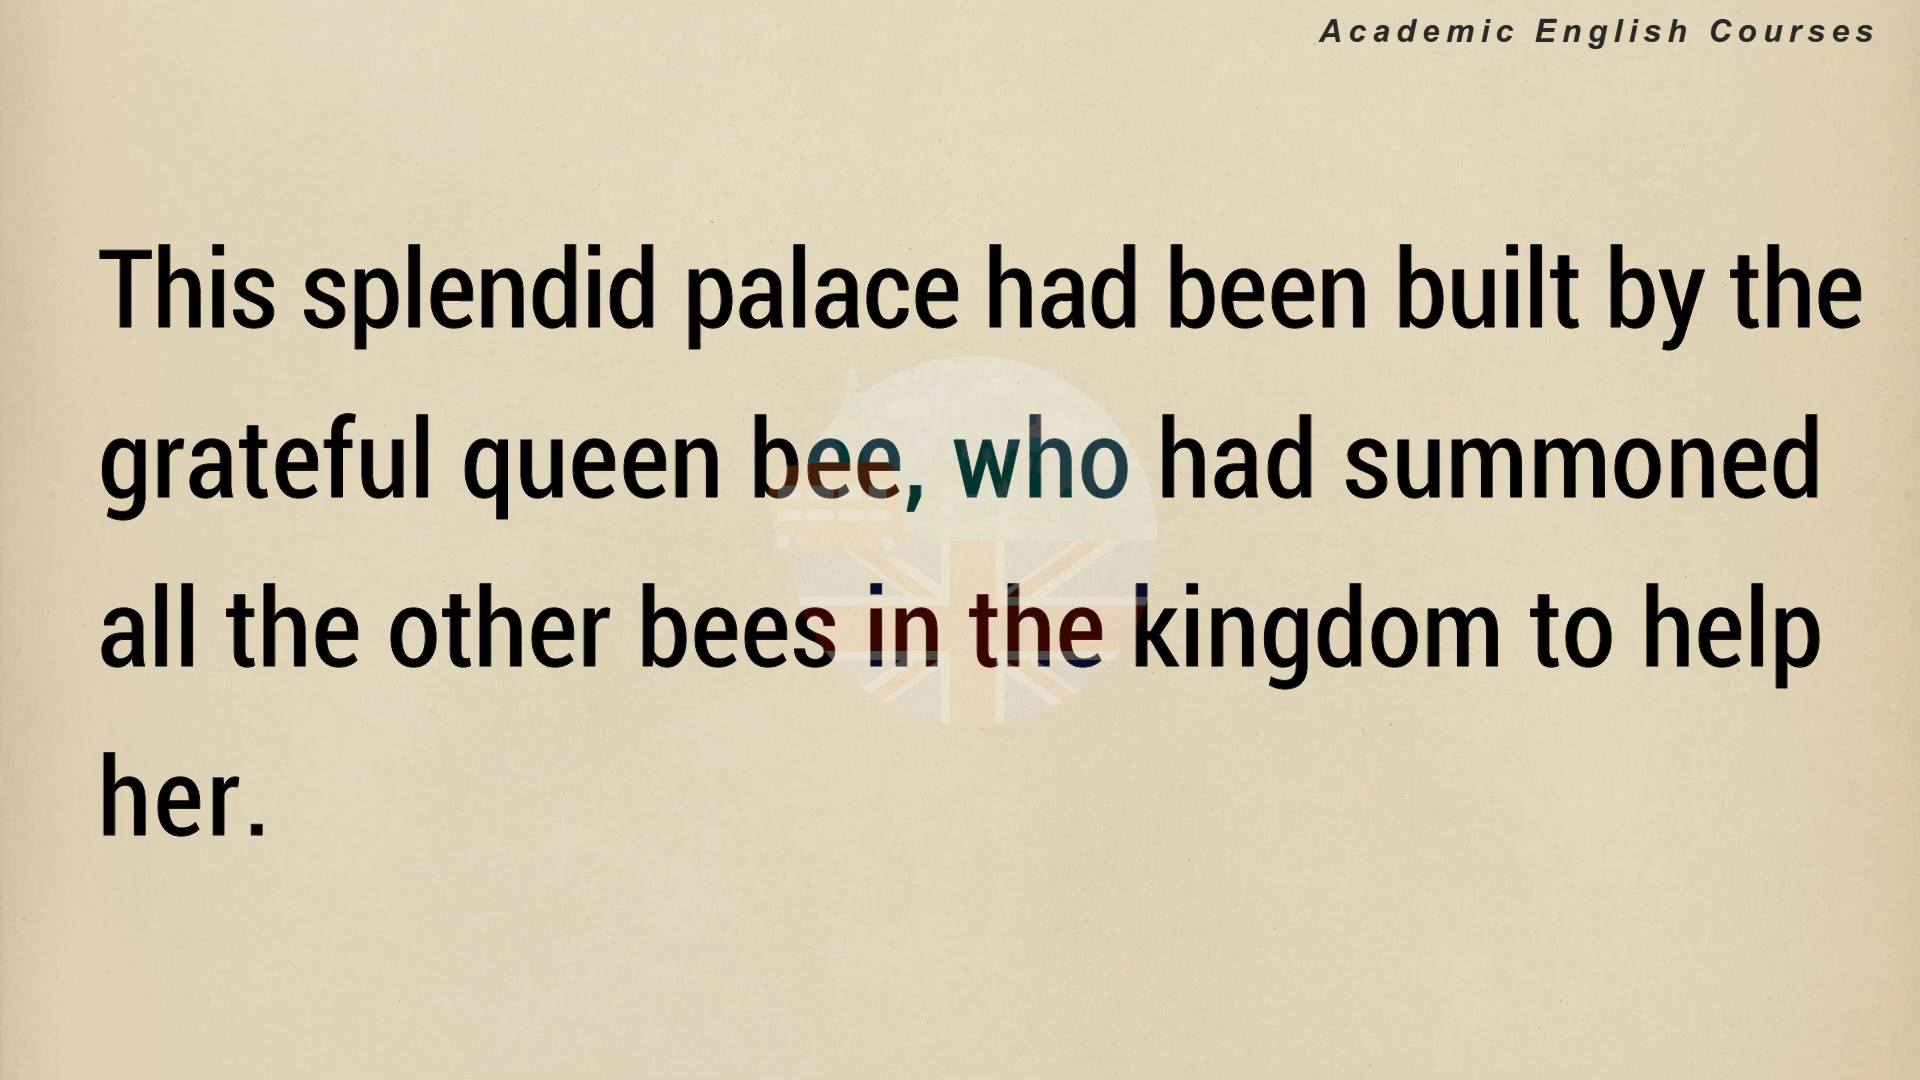 Academic English Courses
This splendid palace had been built by the
grateful queen bee, who had summoned
all the other bees in the kingdom to help
her.